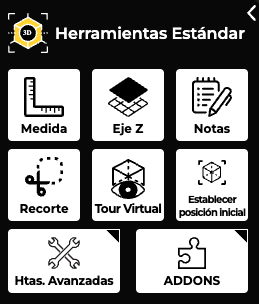 3D
Herramientas Estándar
Medida
Eje Z
Notas
Recorte
Tour Virtual
Establecer
posición inicial
Htas. Avanzadas
ADDONS